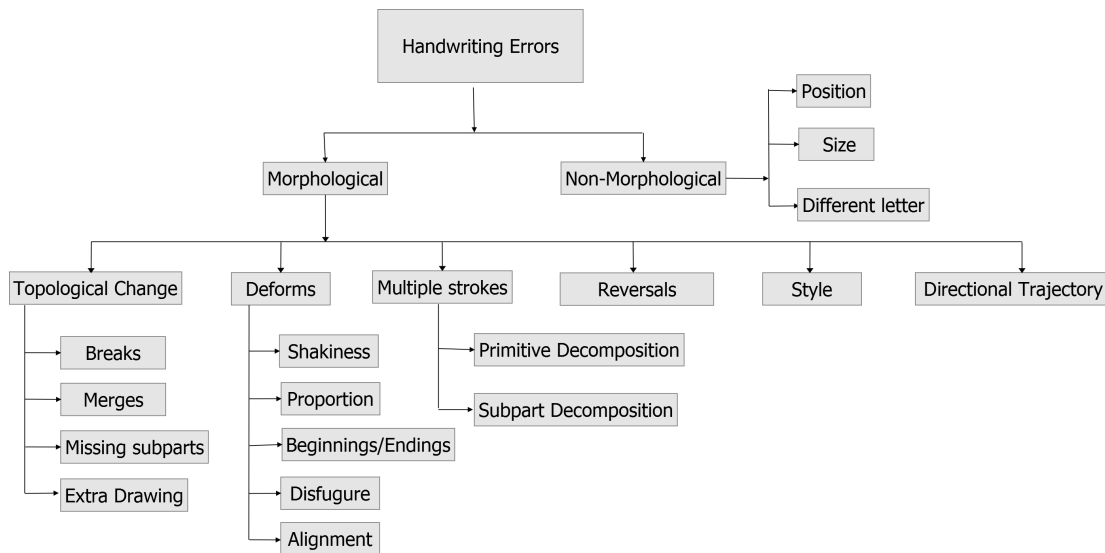 Handwriting Errors
Position
Size
Different letter
Morphological
Non-Morphological
Topological Change
Deforms
Multiple strokes
Reversals
Style
Directional Trajectory
Breaks
Merges
Missing subparts
Extra Drawing
Shakiness
Proportion
Beginnings/Endings
Disfugure
Alignment
Primitive Decomposition
Subpart Decomposition